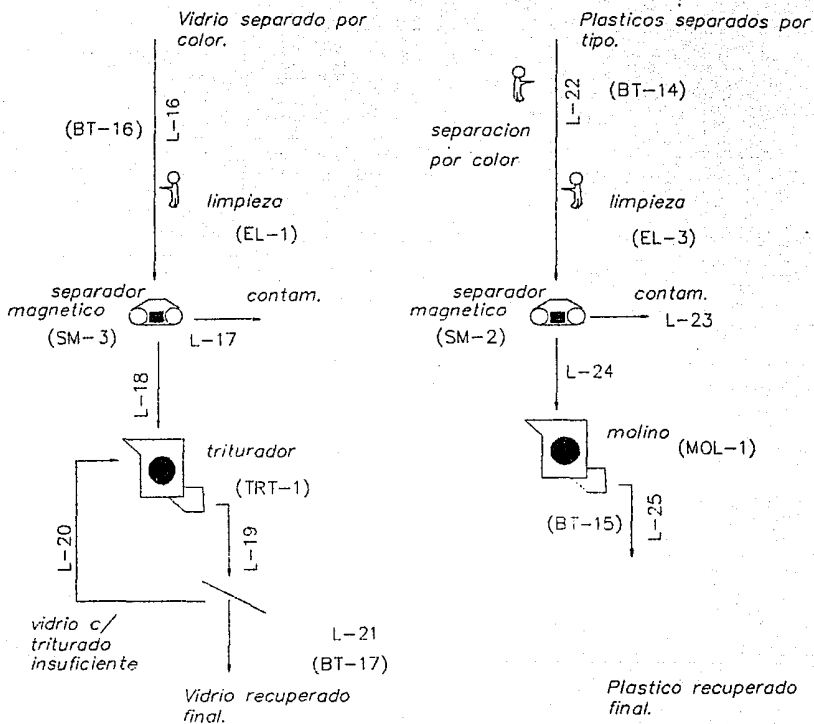 Vidrio separado por
color.
(BT-16)
L-16
limpieza
(EL-1)
separador
magnetico
(SM-3)
contam.
L-17
L-18
triturador
(TRT-1)
L-20
L-19
vidrio c/
triturado
insuficiente
L-21
(BT-17)
Vidrio recuperado
final.
Plasticos separados por
tipo.
L-22
(BT-14)
separacion
por color
limpieza
(EL-3)
separador
magnetico
(SM-2)
contam.
L-23
L-24
molino
(MOL-1)
(BT-15)
L-25
Plastico recuperado
final.